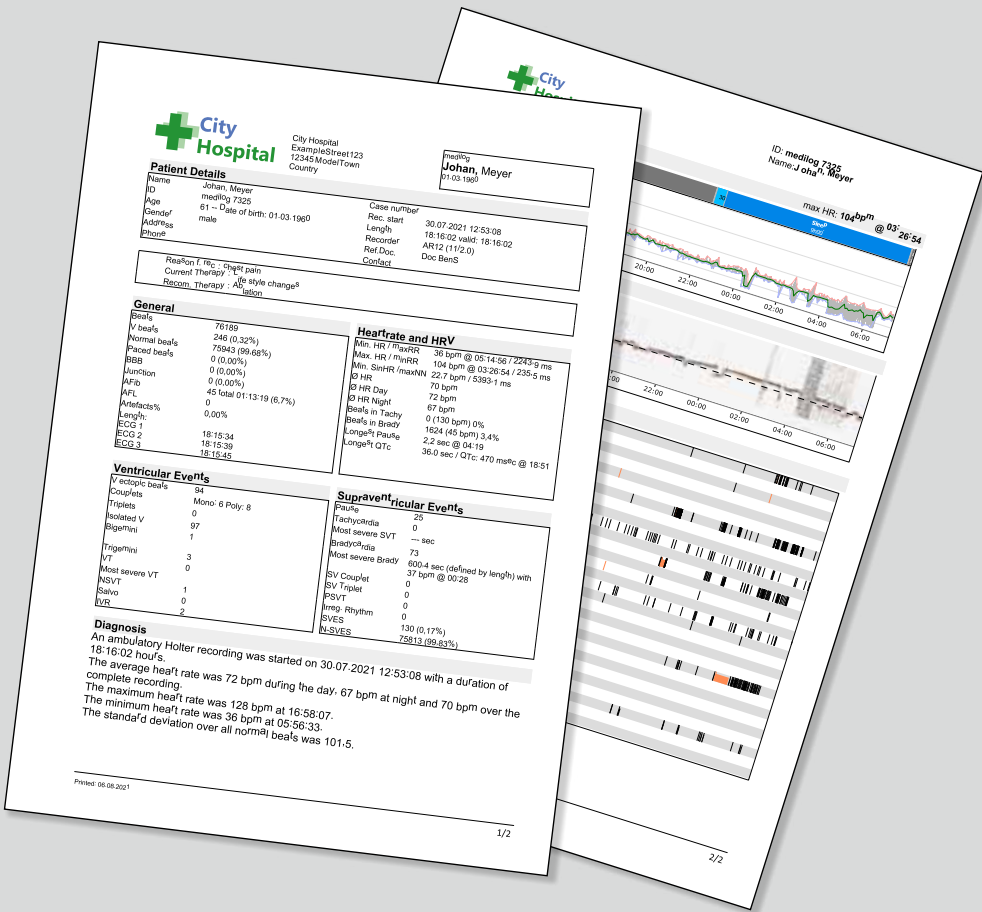 City
Hospital
City Hospital
ExampleStreet123
12345 ModelTown
Country
medilog
Johan, Meyer
01-03-1960
Patient Details
Name Johan, Meyer
ID medilog 7325
Age 61 -- Date of birth: 01-03-1960
Gender male
Address
Phone
Case number
Rec. start 30.07.2021 12:53:08
Length 18:16:02 valid: 18:16:02
Recorder AR12 (11/2.0)
Ref.Doc. Doc BenS
Contact
Reason f. rec : chest pain
Current Therapy : Life style changes
Recom. Therapy : Ablation
General
Beats 76189
V beats 246 (0,32%)
Normal beats 75943 (99.68%)
Paced beats 0 (0,00%)
BBB 0 (0,00%)
Junction 0 (0,00%)
AFib 45 total 01:13:19 (6,7%)
AFL 0
Artefacts% 0,00%
Length:
ECG 1 18:15:34
ECG 2 18:15:39
ECG 3 18:15:45
Heartrate and HRV
Min. HR / maxRR 36 bpm @ 05:14:56 / 2243-9 ms
Max. HR / minRR 104 bpm @ 03:26:54 / 235-5 ms
Min. SinHR /maxNN 22.7 bpm / 5393-1 ms
Ø HR 70 bpm
Ø HR Day 72 bpm
Ø HR Night 67 bpm
Beats in Tachy 0 (130 bpm) 0%
Beats in Brady 1624 (45 bpm) 3,4%
Longest Pause 2,2 sec @ 04:19
Longest QTc 36.0 sec / QTc: 470 msec @ 18:51
Ventricular Events
V ectopic beats 94
Couplets Mono: 6 Poly: 8
Triplets 0
Isolated V 97
Bigemini 1
Trigemini 3
VT 0
Most severe VT
NSVT 1
Salvo 0
IVR 2
Supraventricular Events
Pause 25
Tachycardia 0
Most severe SVT --- sec
Bradycardia 73
Most severe Brady 600-4 sec (defined by length) with
37 bpm @ 00:28
SV Couplet 0
SV Triplet 0
PSVT 0
Irreg. Rhythm 0
SVES 130 (0,17%)
N-SVES 75813 (99-83%)
Diagnosis
An ambulatory Holter recording was started on 30-07-2021 12:53:08 with a duration of
18:16:02 hours.
The average heart rate was 72 bpm during the day, 67 bpm at night and 70 bpm over the
complete recording.
The maximum heart rate was 128 bpm at 16:58:07.
The minimum heart rate was 36 bpm at 05:56:33.
The standard deviation over all normal beats was 101-5.
Printed: 06-08-2021
1/2
City
ID: medilog 7325
Name:Johan, Meyer
max HR: 104bpm @ 03:26:54
Sleep
20:00 22:00 00:00 02:00 04:00 06:00
:00 22:00 00:00 02:00 04:00 06:00
2/2